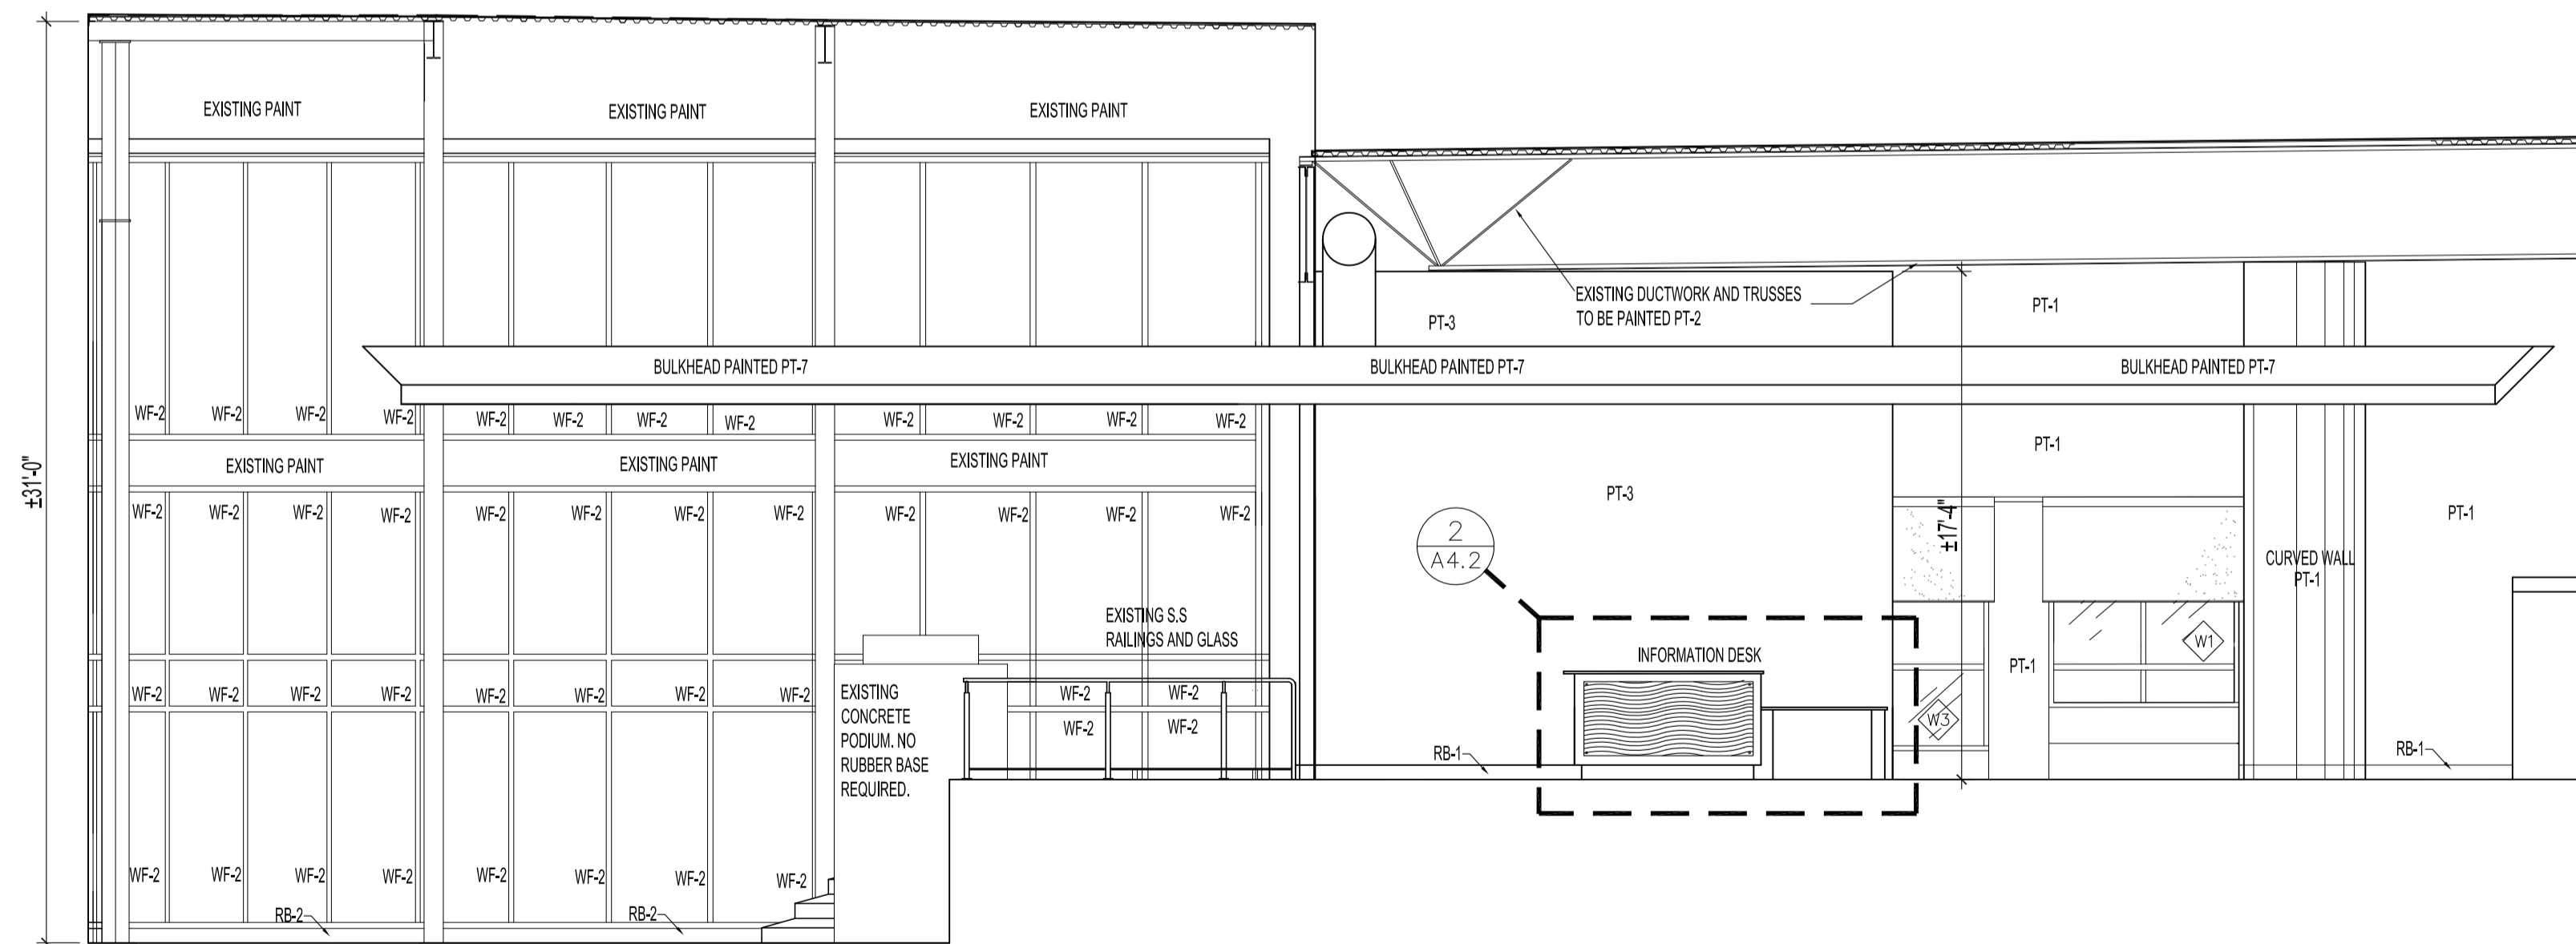 EXISTING PAINT
EXISTING PAINT
EXISTING PAINT
EXISTING DUCTWORK AND TRUSSES
TO BE PAINTED PT-2
PT-3
PT-1
BULKHEAD PAINTED PT-7
BULKHEAD PAINTED PT-7
BULKHEAD PAINTED PT-7
WF-2 WF-2 WF-2 WF-2 WF-2 WF-2 WF-2 WF-2 WF-2 WF-2 WF-2 WF-2
PT-1
±31'-0"
EXISTING PAINT
EXISTING PAINT
EXISTING PAINT
PT-3
WF-2 WF-2 WF-2 WF-2 WF-2 WF-2 WF-2 WF-2 WF-2 WF-2 WF-2 WF-2
±17'-4"
PT-1
2
A4.2
CURVED WALL
PT-1
EXISTING S.S
RAILINGS AND GLASS
W1
INFORMATION DESK
PT-1
WF-2 WF-2 WF-2 WF-2 WF-2 WF-2 WF-2 WF-2
EXISTING
CONCRETE
PODIUM. NO
RUBBER BASE
REQUIRED.
WF-2 WF-2
WF-2 WF-2
W3
RB-1
RB-1
WF-2 WF-2 WF-2 WF-2 WF-2 WF-2 WF-2 WF-2
RB-2
RB-2